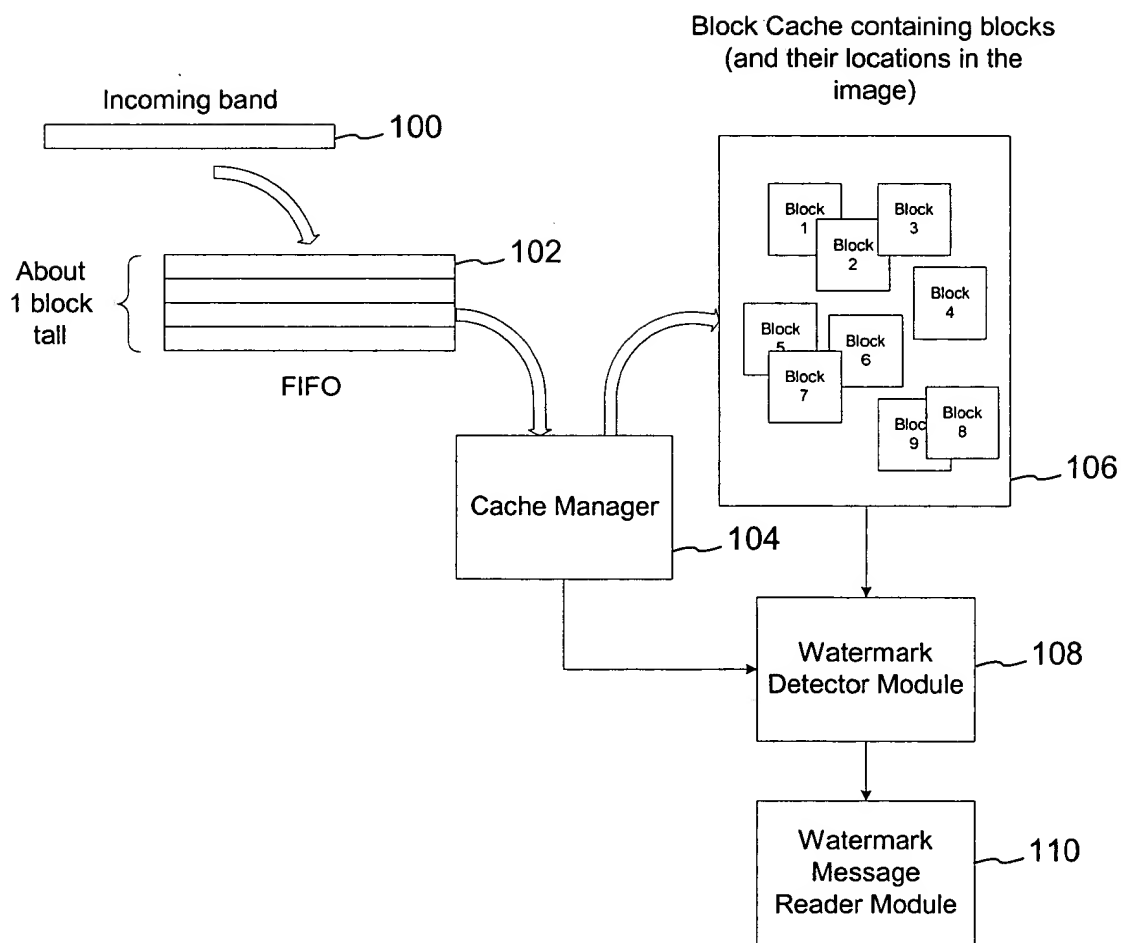 Block Cache containing blocks
(and their locations in the
image)
Incoming band
100
102
About
1 block
tall
FIFO
Block
1
Block
2
Block
3
Block
4
Block
5
Block
6
Block
7
Block
8
Block
9
106
Cache Manager
104
Watermark
Detector Module
108
Watermark
Message
Reader Module
110